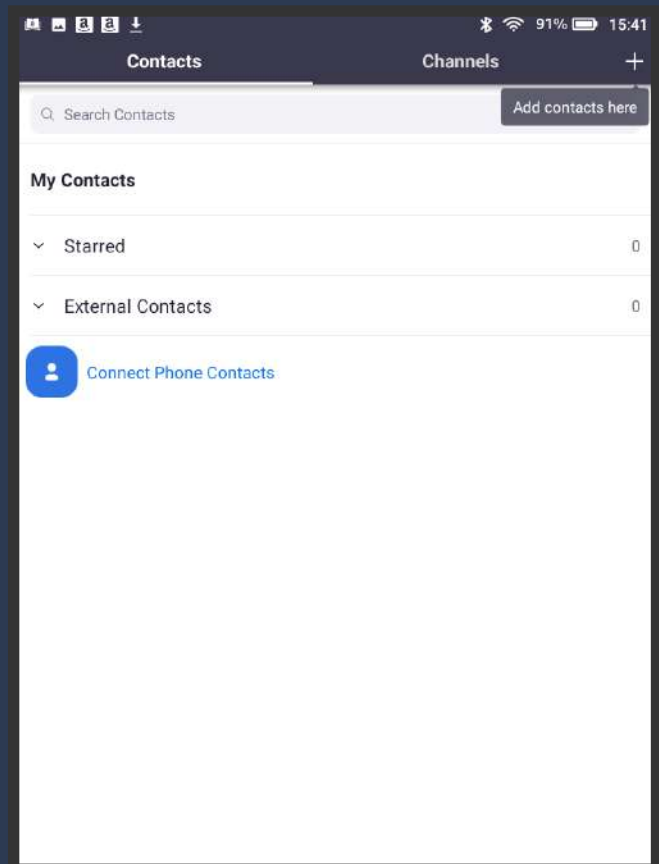 91% 15:41
Contacts Channels +
Search Contacts
Add contacts here
My Contacts
Starred 0
External Contacts 0
Connect Phone Contacts